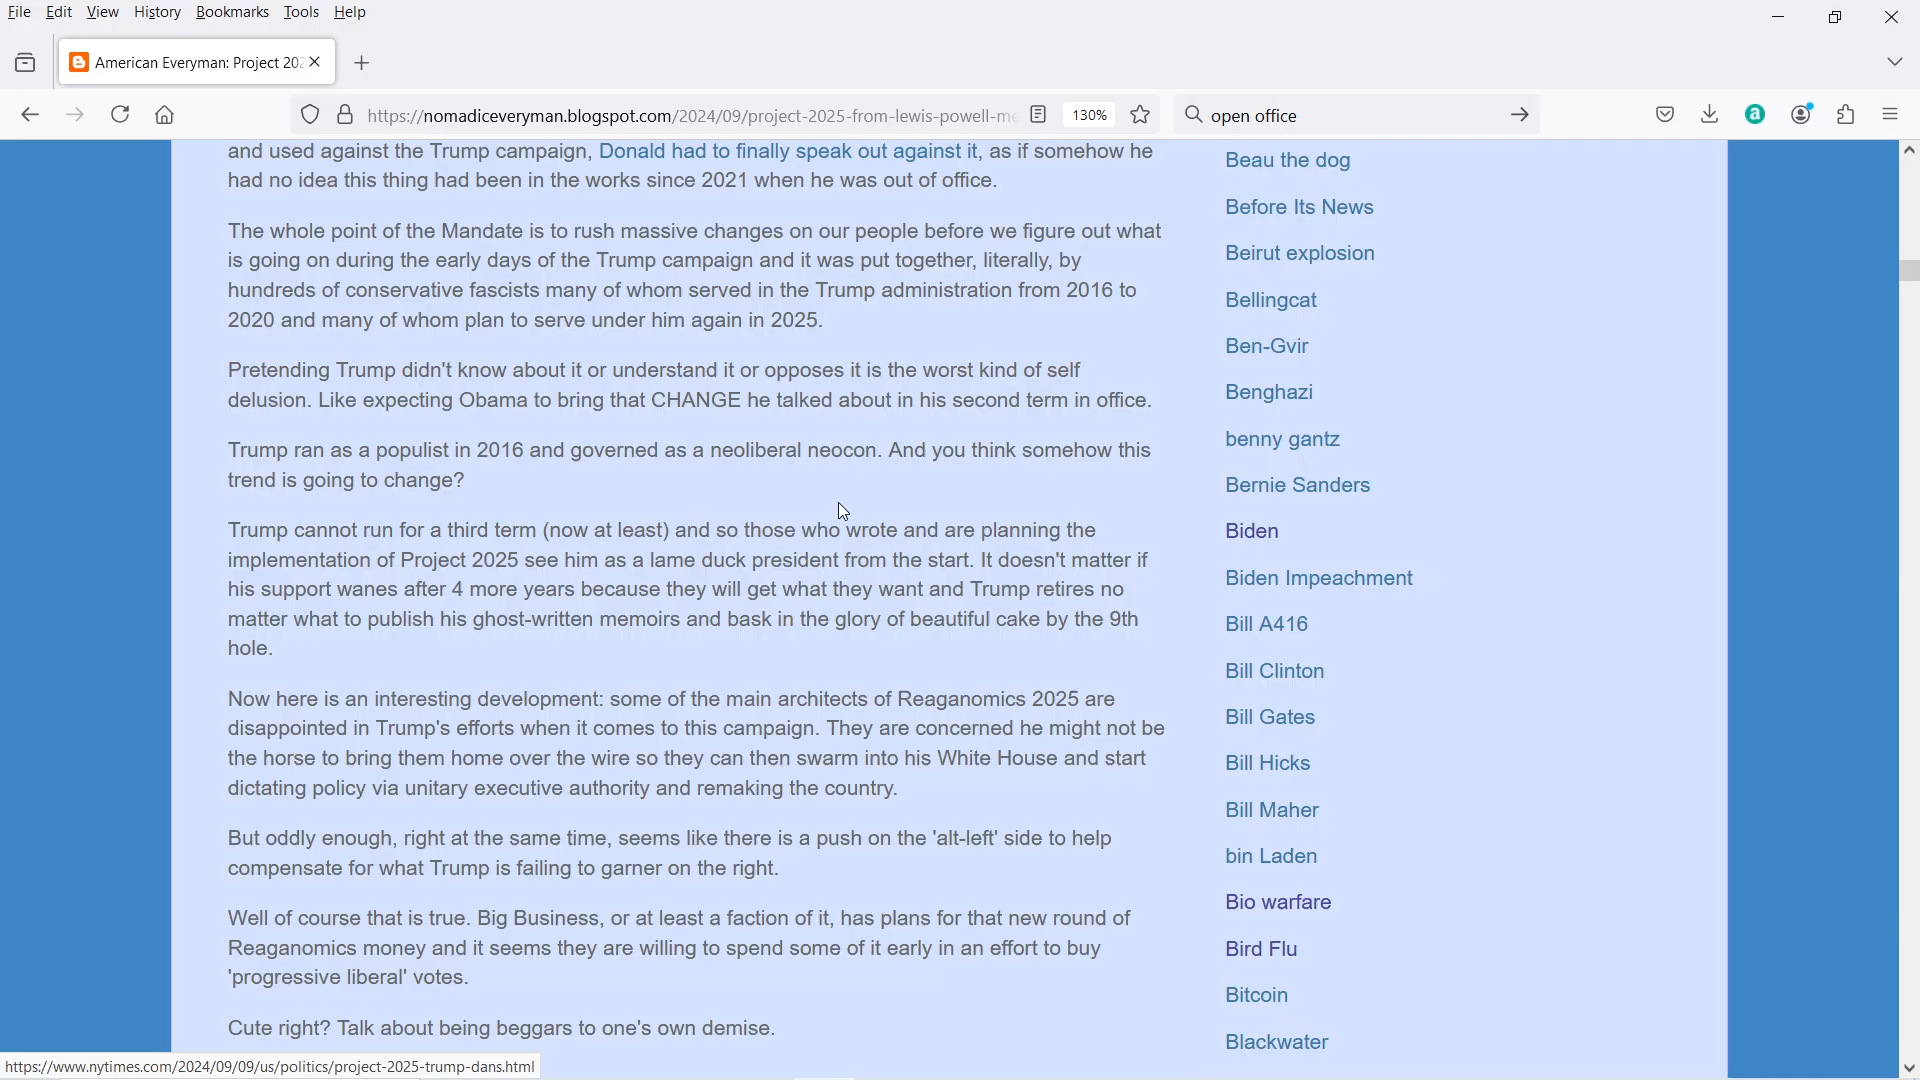 File Edit View History Bookmarks Tools Help
American Everyman: Project 202
https://nomadiceveryman.blogspot.com/2024/09/project-2025-from-lewis-powell-me
130%
open office
and used against the Trump campaign, Donald had to finally speak out against it, as if somehow he
had no idea this thing had been in the works since 2021 when he was out of office.
The whole point of the Mandate is to rush massive changes on our people before we figure out what
is going on during the early days of the Trump campaign and it was put together, literally, by
hundreds of conservative fascists many of whom served in the Trump administration from 2016 to
2020 and many of whom plan to serve under him again in 2025.
Pretending Trump didn't know about it or understand it or opposes it is the worst kind of self
delusion. Like expecting Obama to bring that CHANGE he talked about in his second term in office.
Trump ran as a populist in 2016 and governed as a neoliberal neocon. And you think somehow this
trend is going to change?
Trump cannot run for a third term (now at least) and so those who wrote and are planning the
implementation of Project 2025 see him as a lame duck president from the start. It doesn't matter if
his support wanes after 4 more years because they will get what they want and Trump retires no
matter what to publish his ghost-written memoirs and bask in the glory of beautiful cake by the 9th
hole.
Now here is an interesting development: some of the main architects of Reaganomics 2025 are
disappointed in Trump's efforts when it comes to this campaign. They are concerned he might not be
the horse to bring them home over the wire so they can then swarm into his White House and start
dictating policy via unitary executive authority and remaking the country.
But oddly enough, right at the same time, seems like there is a push on the 'alt-left' side to help
compensate for what Trump is failing to garner on the right.
Well of course that is true. Big Business, or at least a faction of it, has plans for that new round of
Reaganomics money and it seems they are willing to spend some of it early in an effort to buy
'progressive liberal' votes.
Cute right? Talk about being beggars to one's own demise.
Beau the dog
Before Its News
Beirut explosion
Bellingcat
Ben-Gvir
Benghazi
benny gantz
Bernie Sanders
Biden
Biden Impeachment
Bill A416
Bill Clinton
Bill Gates
Bill Hicks
Bill Maher
bin Laden
Bio warfare
Bird Flu
Bitcoin
Blackwater
https://www.nytimes.com/2024/09/09/us/politics/project-2025-trump-dans.html